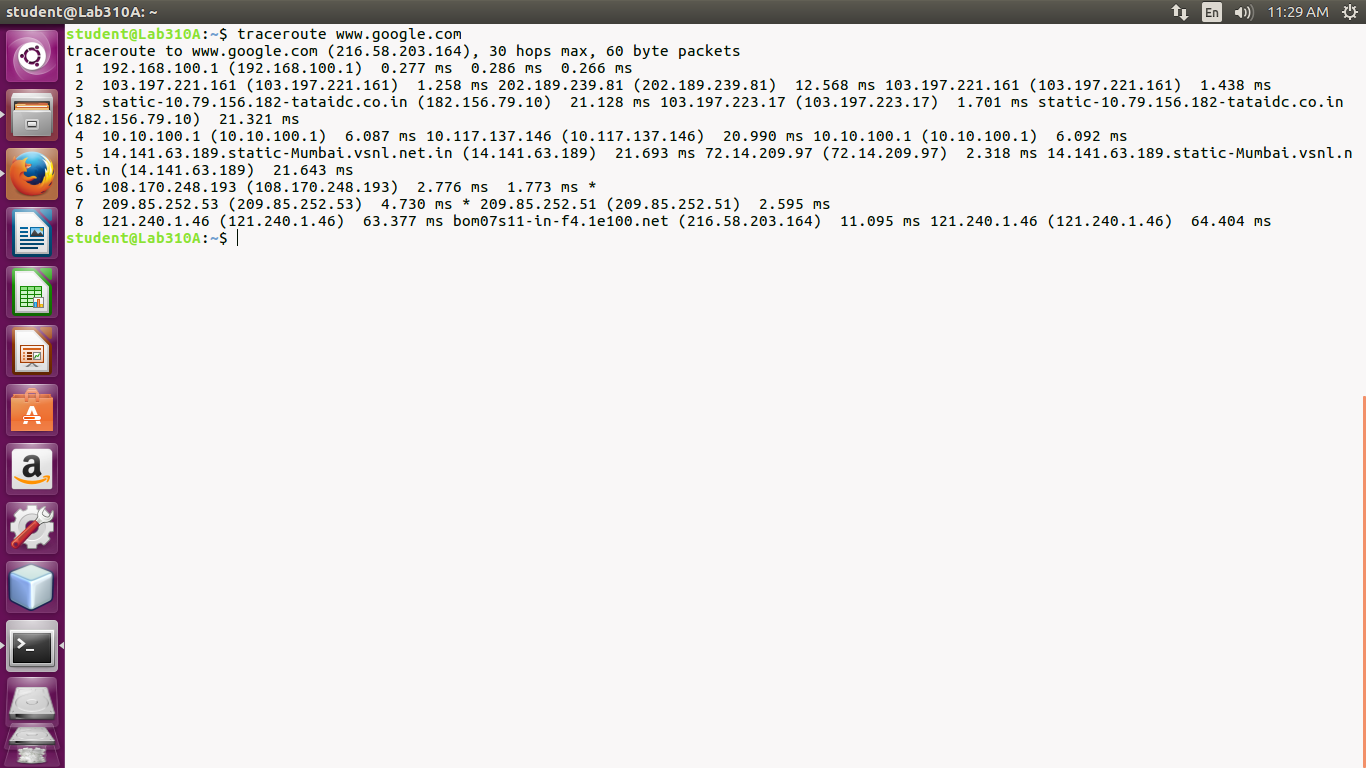 student@Lab310A: ~
En
11:29 AM
student@Lab310A:~$ traceroute www.google.com
traceroute to www.google.com (216.58.203.164), 30 hops max, 60 byte packets
 1  192.168.100.1 (192.168.100.1)  0.277 ms  0.286 ms  0.266 ms
 2  103.197.221.161 (103.197.221.161)  1.258 ms 202.189.239.81 (202.189.239.81)  12.568 ms 103.197.221.161 (103.197.221.161)  1.438 ms
 3  static-10.79.156.182-tataidc.co.in (182.156.79.10)  21.128 ms 103.197.223.17 (103.197.223.17)  1.701 ms static-10.79.156.182-tataidc.co.in
(182.156.79.10)  21.321 ms
 4  10.10.100.1 (10.10.100.1)  6.087 ms 10.117.137.146 (10.117.137.146)  20.990 ms 10.10.100.1 (10.10.100.1)  6.092 ms
 5  14.141.63.189.static-Mumbai.vsnl.net.in (14.141.63.189)  21.693 ms 72.14.209.97 (72.14.209.97)  2.318 ms 14.141.63.189.static-Mumbai.vsnl.n
et.in (14.141.63.189)  21.643 ms
 6  108.170.248.193 (108.170.248.193)  2.776 ms  1.773 ms *
 7  209.85.252.53 (209.85.252.53)  4.730 ms * 209.85.252.51 (209.85.252.51)  2.595 ms
 8  121.240.1.46 (121.240.1.46)  63.377 ms bom07s11-in-f4.1e100.net (216.58.203.164)  11.095 ms 121.240.1.46 (121.240.1.46)  64.404 ms
student@Lab310A:~$